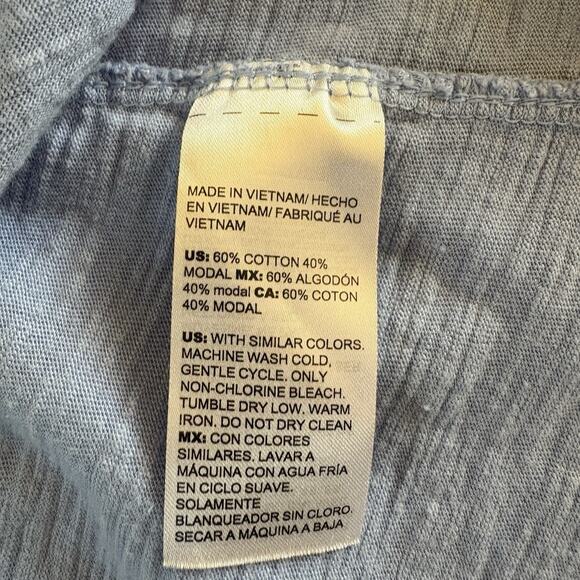 MADE IN VIETNAM/ HECHO
EN VIETNAM/ FABRIQUÉ AU
VIETNAM
US: 60% COTTON 40%
MODAL MX: 60% ALGODÓN
40% modal CA: 60% COTON
40% MODAL
US: WITH SIMILAR COLORS.
MACHINE WASH COLD,
GENTLE CYCLE. ONLY
NON-CHLORINE BLEACH.
TUMBLE DRY LOW. WARM
IRON. DO NOT DRY CLEAN
MX: CON COLORES
SIMILARES. LAVAR A
MÁQUINA CON AGUA FRÍA
EN CICLO SUAVE.
SOLAMENTE
BLANQUEADOR SIN CLORO.
SECAR A MÁQUINA A BAJA